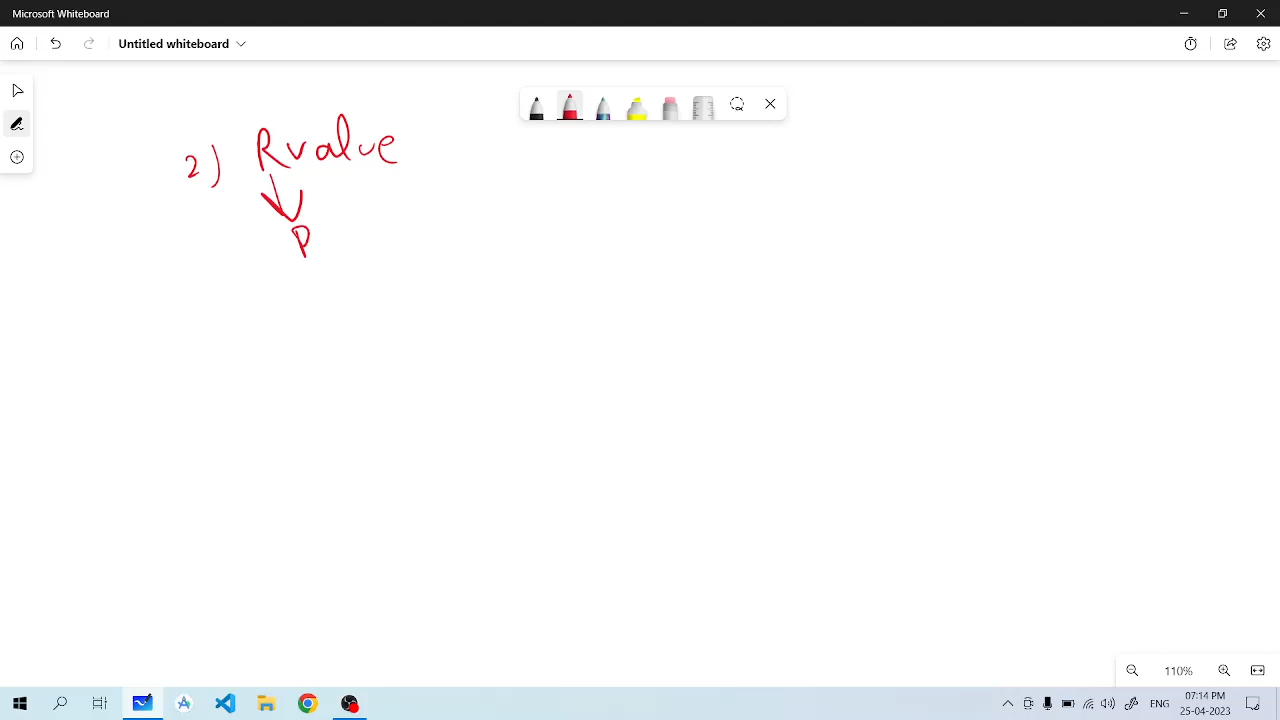 Microsoft Whiteboard
Untitled whiteboard
2) Rvalue
P
110%
07:14 PM
ENG
25-04-2023